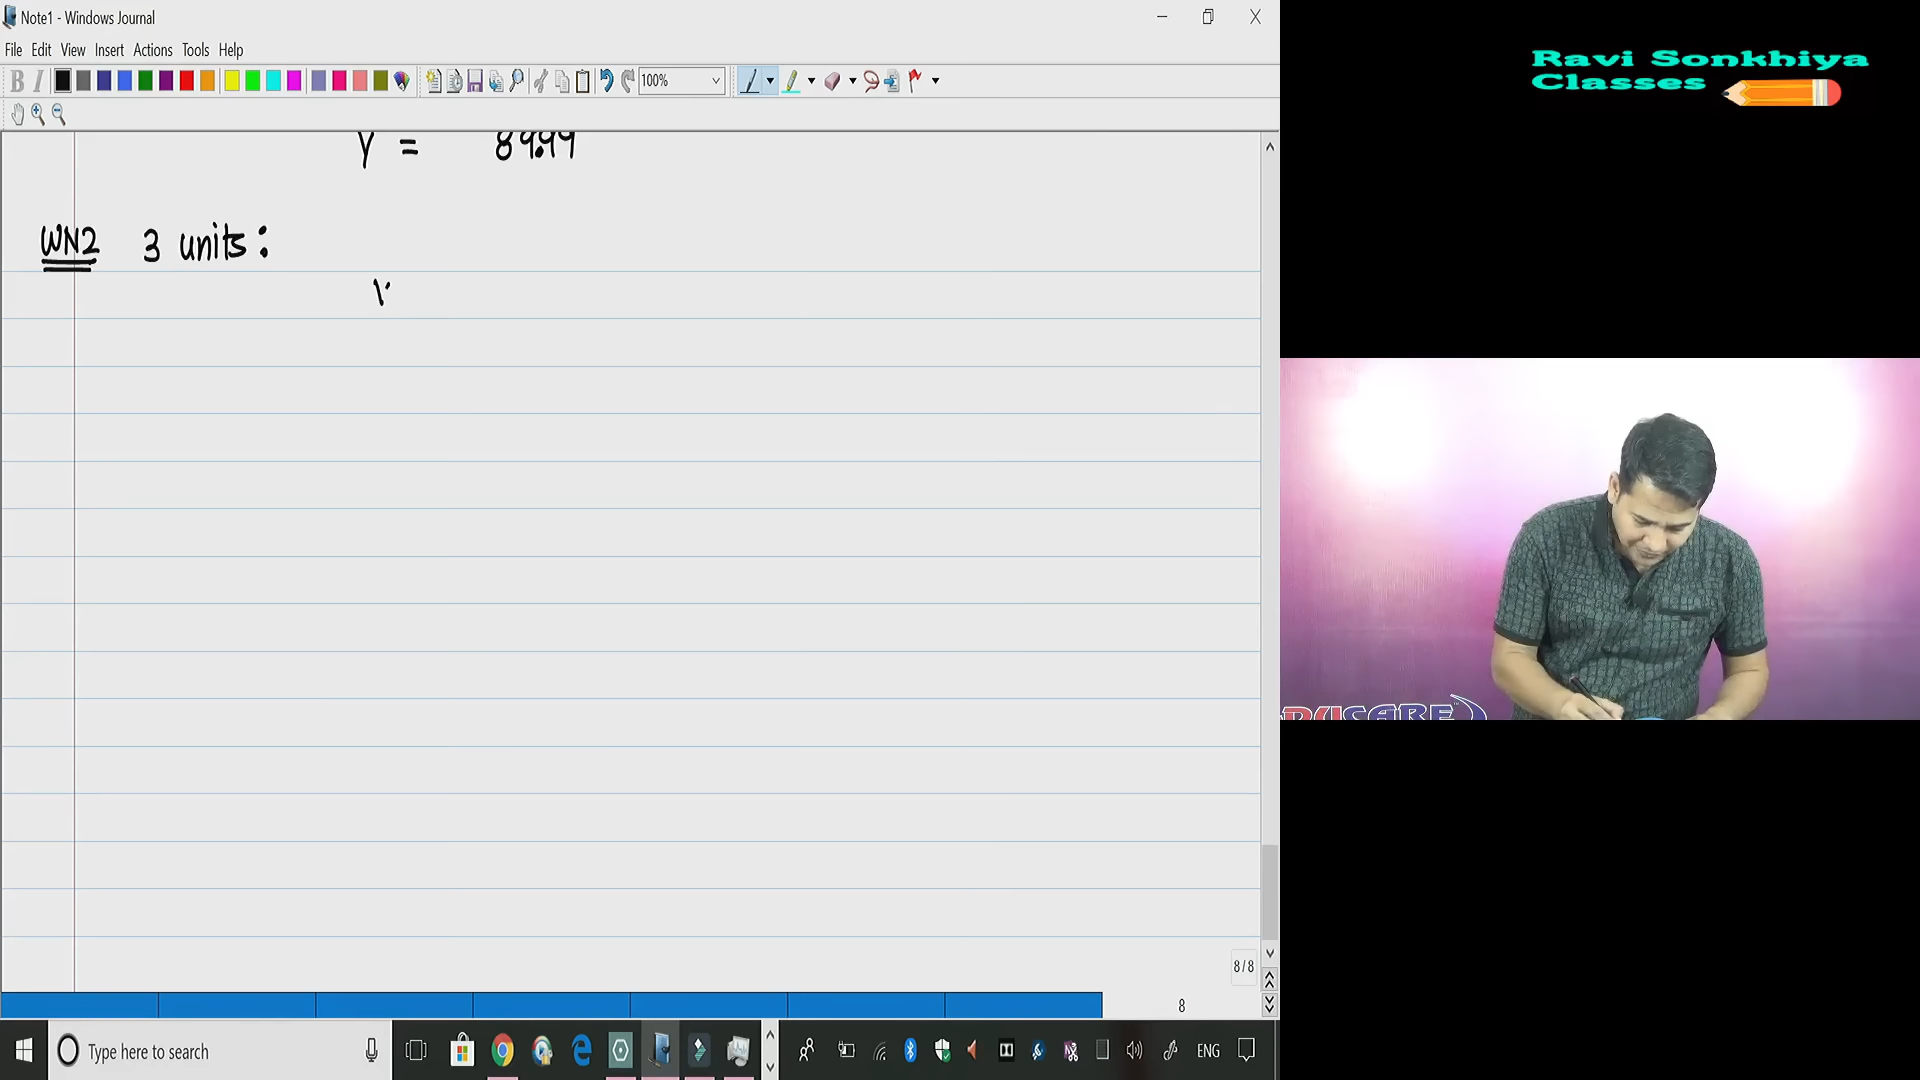 Note1 - Windows Journal
File Edit View Insert Actions Tools Help
B I
100%
Ravi Sonkhiya
Classes
Y = 89.99
WN2 3 units:
8/8
8
Type here to search
ENG